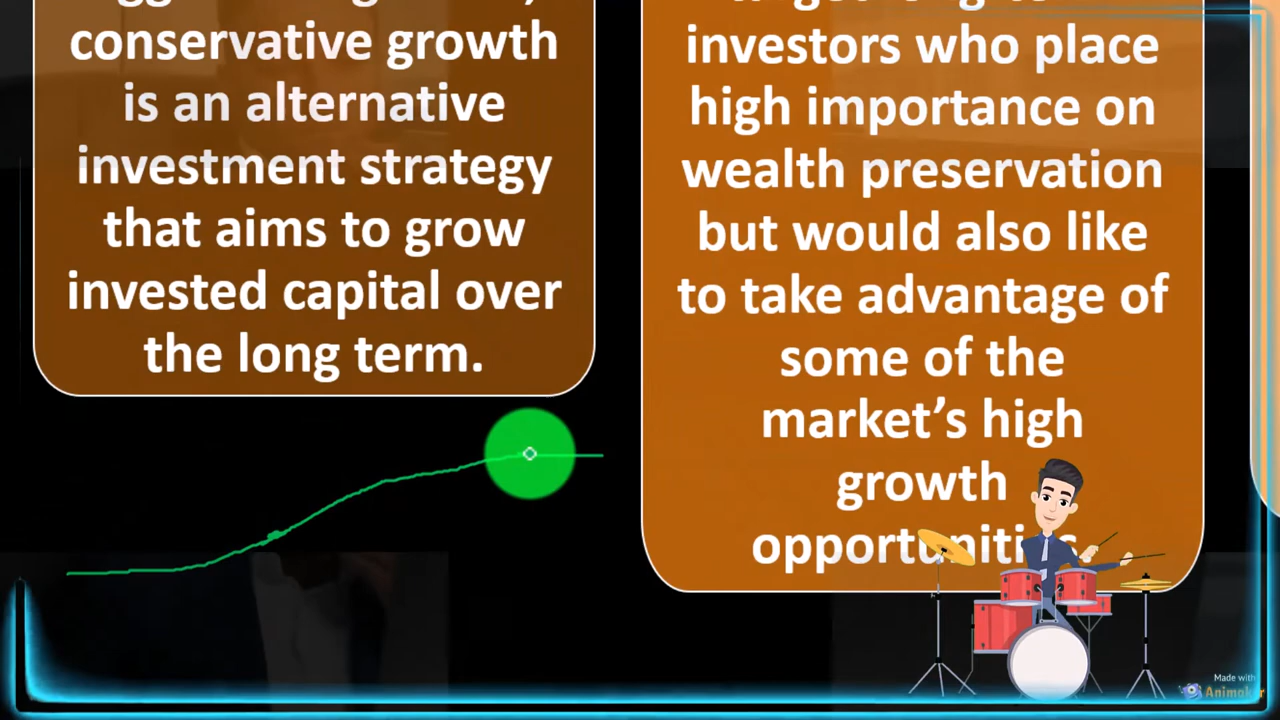 conservative growth
is an alternative
investment strategy
that aims to grow
invested capital over
the long term.
investors who place
high importance on
wealth preservation
but would also like
to take advantage of
some of the
market’s high
growth
opportunities
Made with
Animaker